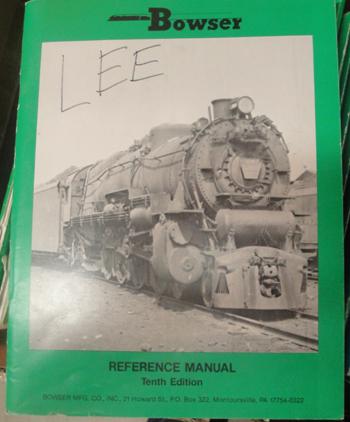 Bowser
LEE
REFERENCE MANUAL
Tenth Edition
BOWSER MFG. CO., INC., 21 Howard St., P.O. Box 322, Montoursville, PA 17754-0322